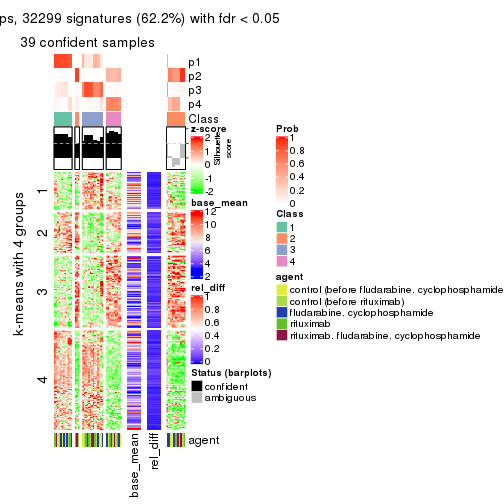 ps, 32299 signatures (62.2%) with fdr < 0.05
39 confident samples
p1
p2
p3
p4
Class
z-score
2
1
0
-1
-2
Silhouette
score
base_mean
12
10
8
6
4
2
rel_diff
1
0.8
0.6
0.4
0.2
0
Status (barplots)
confident
ambiguous
Prob
1
0.8
0.6
0.4
0.2
0
Class
1
2
3
4
agent
control (before fludarabine. cyclophosphamide
control (before rituximab)
fludarabine. cyclophosphamide
rituximab
rituximab. fludarabine. cyclophosphamide
k-means with 4 groups
1
2
3
4
agent
base_mean
rel_diff